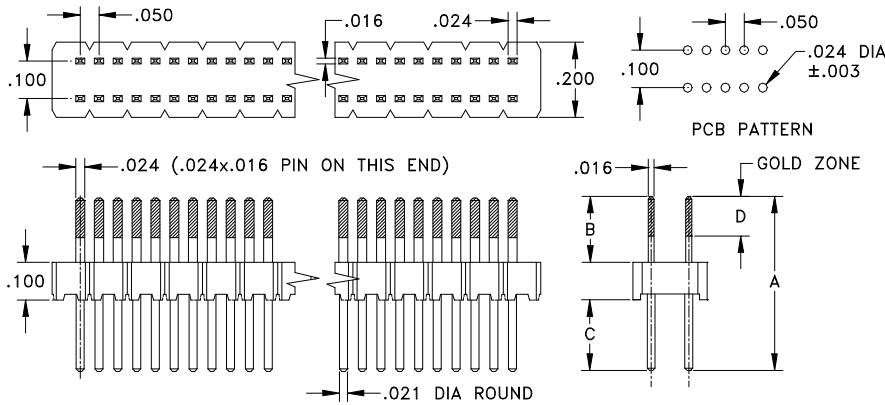 .050
.016
.024
.050
.100
.200
.100
.024 DIA
±.003
PCB PATTERN
.024 (.024x.016 PIN ON THIS END)
.016
GOLD ZONE
B
D
.100
A
C
.021 DIA ROUND